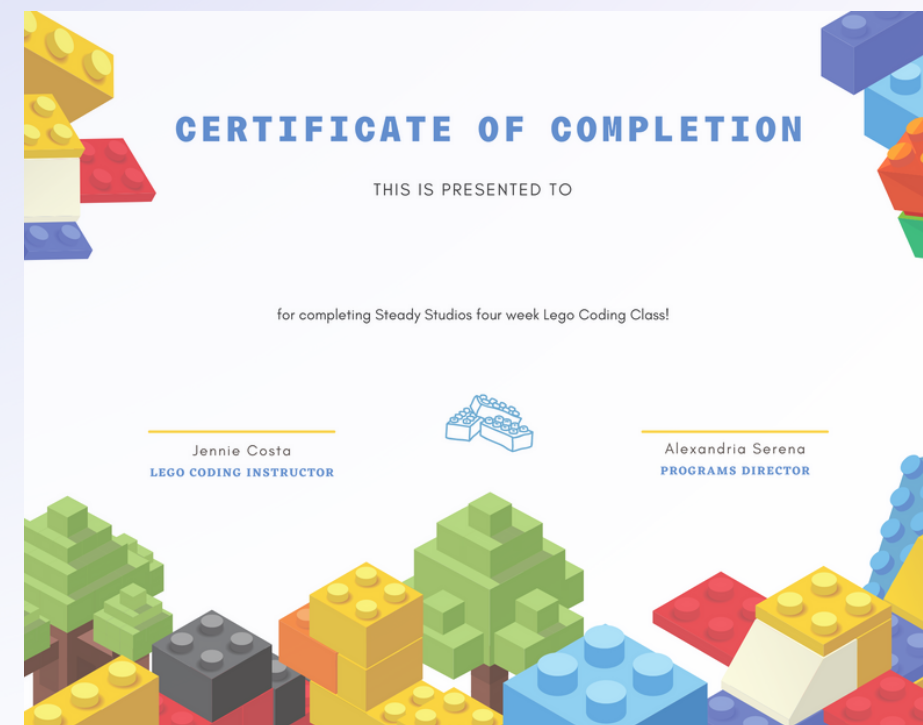 CERTIFICATE OF COMPLETION
THIS IS PRESENTED TO
for completing Steady Studios four week Lego Coding Class!
Jennie Costa
LEGO CODING INSTRUCTOR
Alexandria Serena
PROGRAMS DIRECTOR